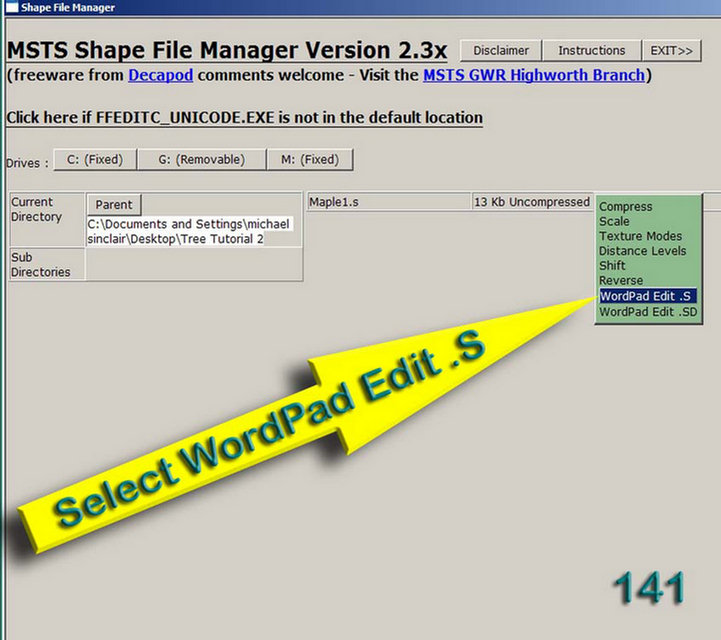 Shape File Manager
MSTS Shape File Manager Version 2.3x
Disclaimer
Instructions
EXIT>>
(freeware from Decapod comments welcome - Visit the MSTS GWR Highworth Branch)
Click here if FFEDITC_UNICODE.EXE is not in the default location
Drives :
C: (Fixed)
G: (Removable)
M: (Fixed)
Current
Directory
Parent
C:\Documents and Settings\michael
sinclair\Desktop\Tree Tutorial 2
Sub
Directories
Maple1.s
13 Kb Uncompressed
Compress
Scale
Texture Modes
Distance Levels
Shift
Reverse
WordPad Edit .S
WordPad Edit .SD
Select WordPad Edit .S
141